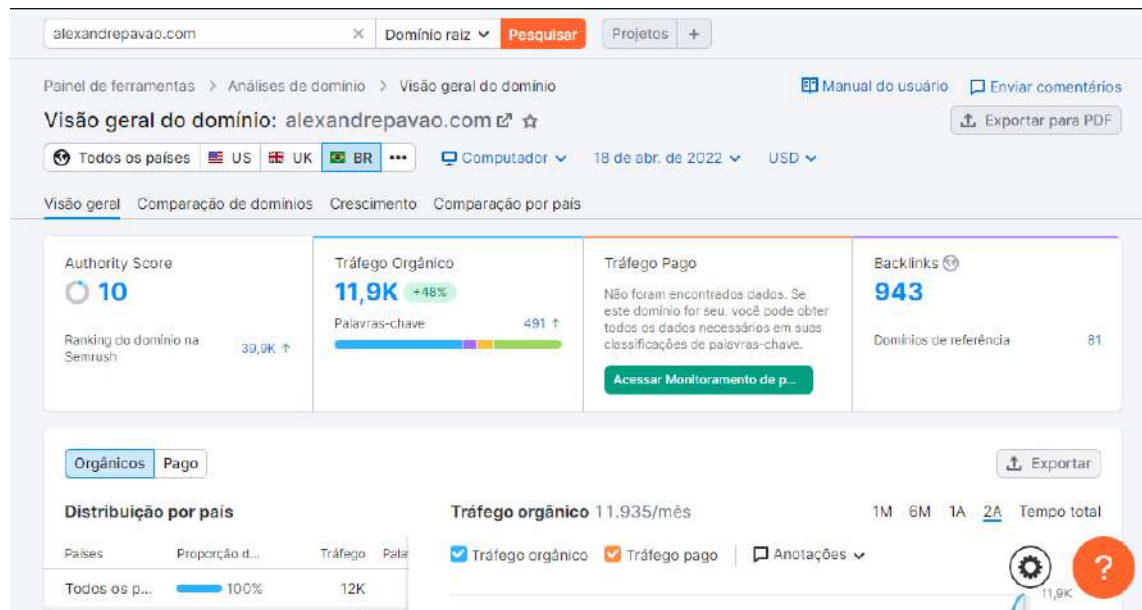 alexandrepavao.com × Domínio raiz Pesquisar Projetos +
Painel de ferramentas > Análises de domínio > Visão geral do domínio Manual do usuário Enviar comentários
Visão geral do domínio: alexandrepavao.com Exportar para PDF
Todos os países US UK BR ••• Computador 18 de abr. de 2022 USD
Visão geral Comparação de domínios Crescimento Comparação por país
Authority Score
10
Ranking do domínio na
Semrush
39,9K ↑
Tráfego Orgânico
11,9K +48%
Palavras-chave 491 ↑
Tráfego Pago
Não foram encontrados dados. Se
este domínio for seu, você pode obter
todos os dados necessários em suas
classificações de palavras-chave.
Acessar Monitoramento de p...
Backlinks
943
Domínios de referência 81
Orgânicos Pago Exportar
Distribuição por país
Países Proporção d... Tráfego Pala
Todos os p... 100% 12K
Tráfego orgânico 11.935/mês 1M 6M 1A 2A Tempo total
Tráfego orgânico Tráfego pago Anotações
?
11,9K